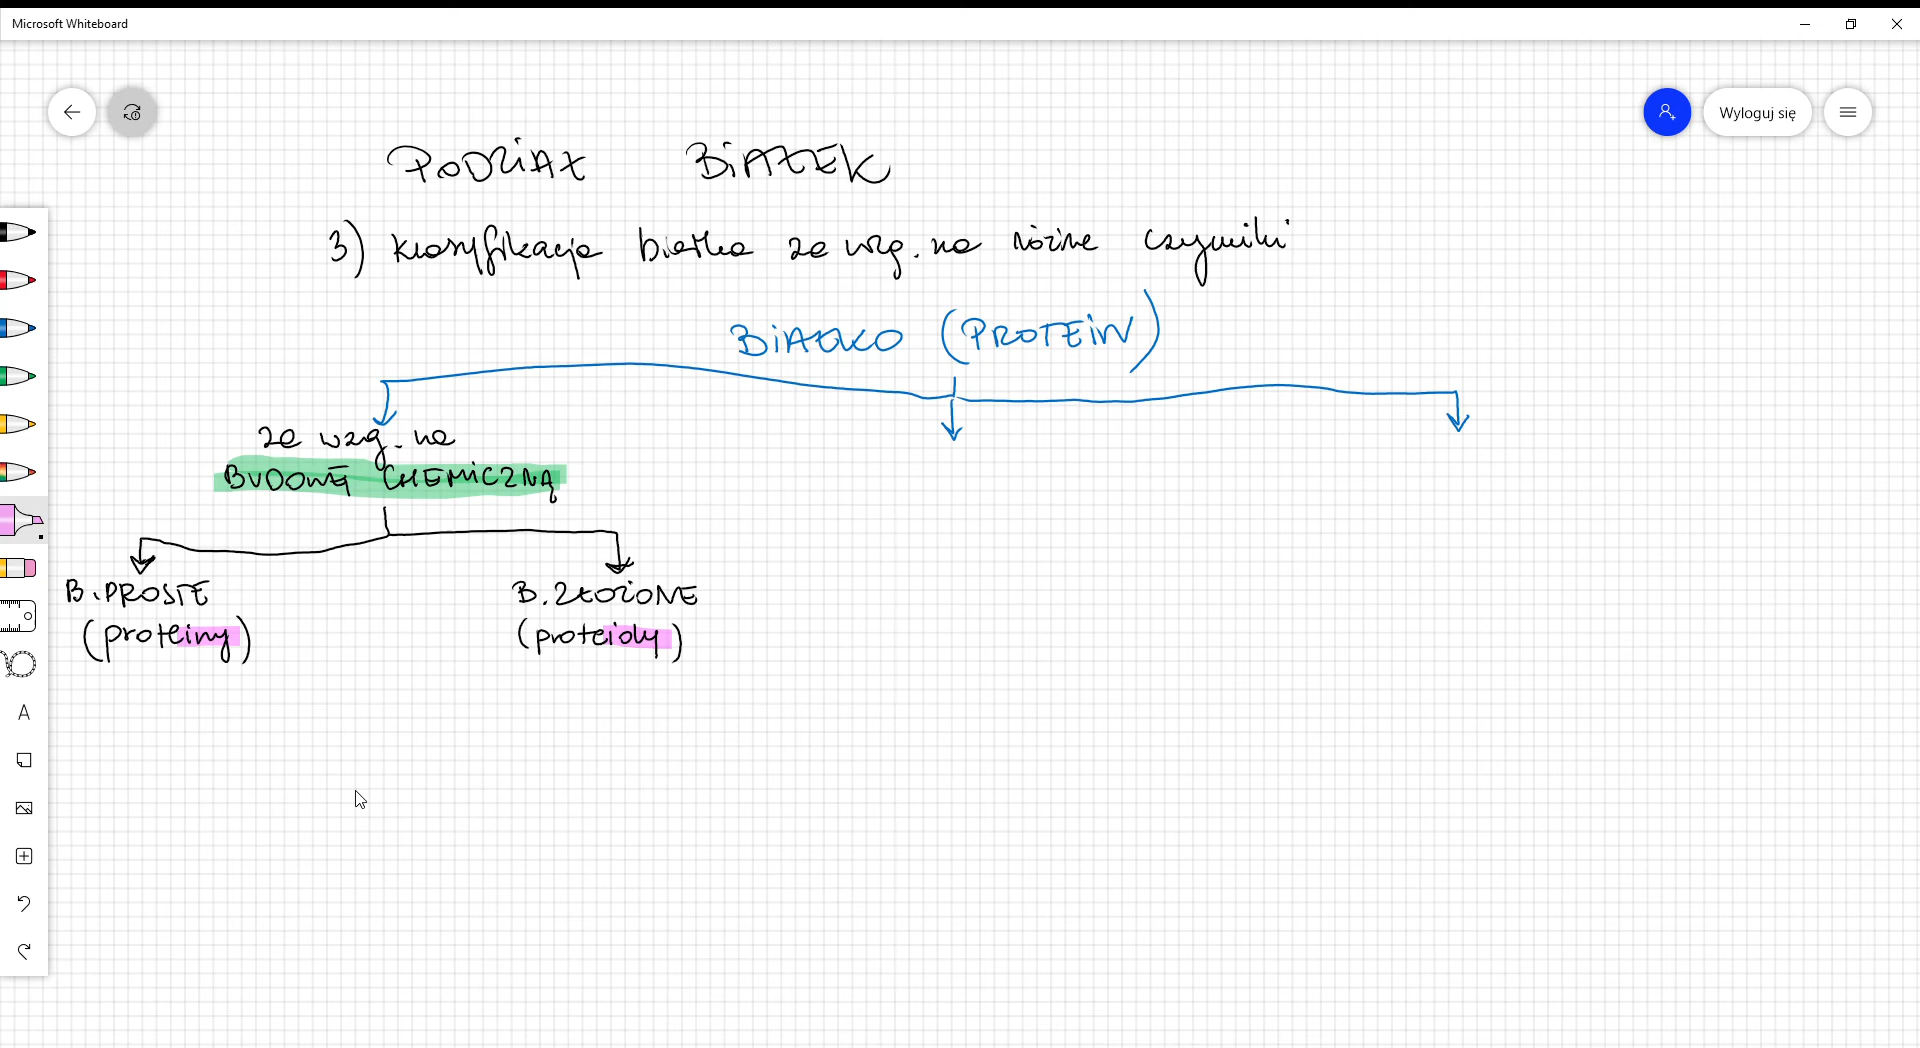 Microsoft Whiteboard
Wyloguj się
PODZIAŁ BIAŁEK
3) klasyfikacja białka ze wzg. na różne czynniki
BIAŁKO (PROTEIN)
ze wzg. na
BUDOWĘ CHEMICZNĄ
B. PROSTE
B. ZŁOŻONE
(proteiny)
(proteidy)
A